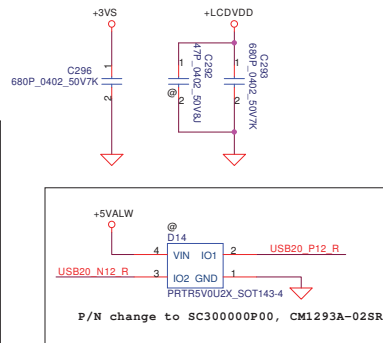 +3VS
+LCDVDD
1
C296
680P_0402_50V7K
2
1
C292
47P_0402_50V8J
@
2
1
C293
680P_0402_50V7K
2
+5VALW
@
D14
4 VIN IO1 2 USB20_P12_R
USB20_N12_R 3 IO2 GND 1
PRTR5V0U2X_SOT143-4
P/N change to SC300000P00, CM1293A-02SR